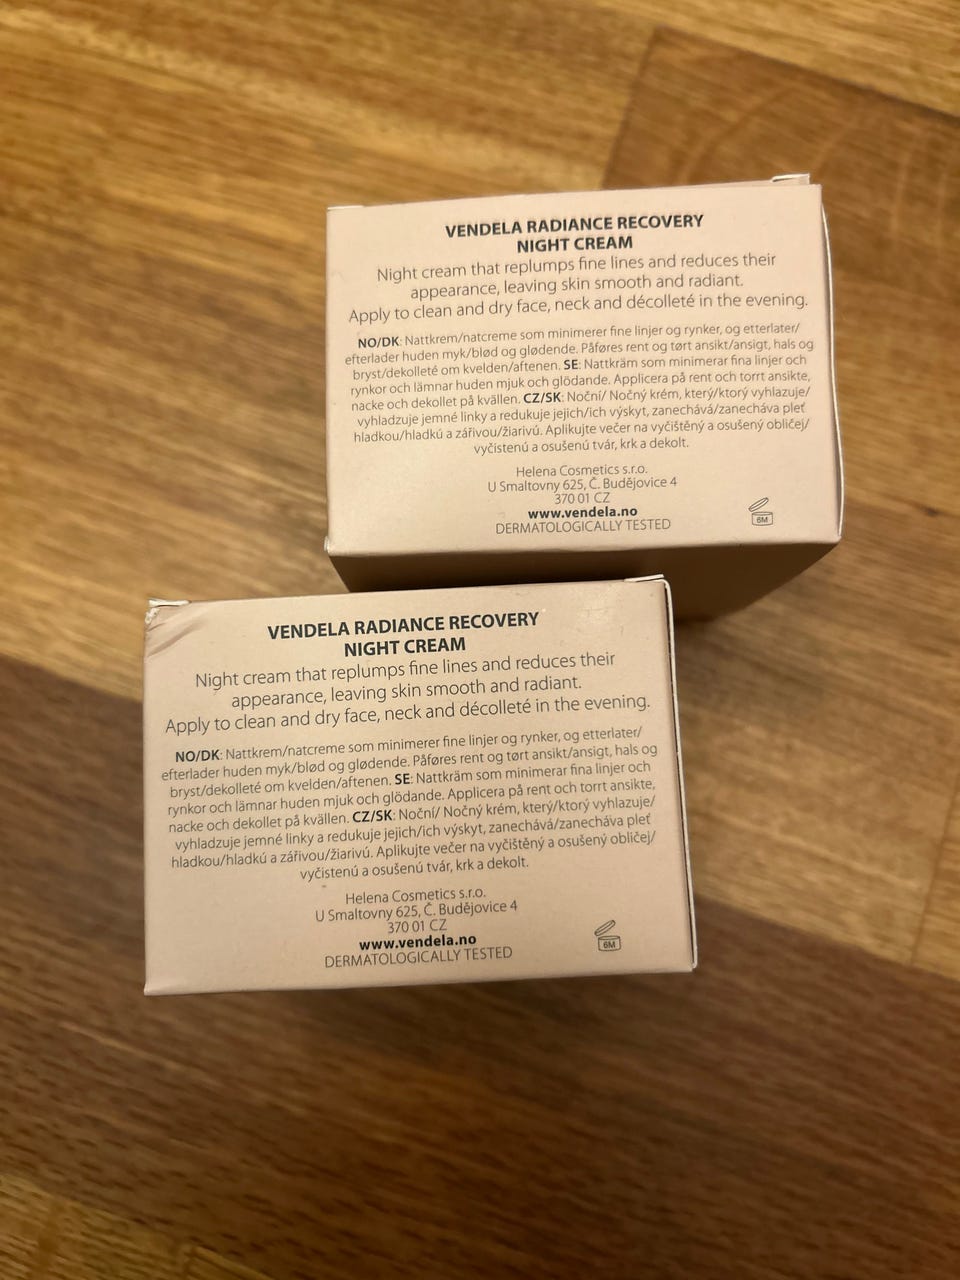 VENDELA RADIANCE RECOVERY
NIGHT CREAM
Night cream that replumps fine lines and reduces their
appearance, leaving skin smooth and radiant.
Apply to clean and dry face, neck and décolleté in the evening.
NO/DK: Nattkrem/natcreme som minimerer fine linjer og rynker, og etterlater/
efterlader huden myk/blød og glødende. Påføres rent og tørt ansikt/ansigt, hals og
bryst/dekolleté om kvelden/aftenen. SE: Nattkräm som minimerar fina linjer och
rynkor och lämnar huden mjuk och glödande. Applicera på rent och torrt ansikte,
nacke och dekollet på kvällen. CZ/SK: Noční/ Nočný krém, který/ktorý vyhlazuje/
vyhladzuje jemné linky a redukuje jejich/ich výskyt, zanechává/zanecháva pleť
hladkou/hladkú a zářivou/žiarivú. Aplikujte večer na vyčištěný a osušený obličej/
vyčistenú a osušenú tvár, krk a dekolt.
Helena Cosmetics s.r.o.
U Smaltovny 625, Č. Budějovice 4
370 01 CZ
www.vendela.no
DERMATOLOGICALLY TESTED
6M
VENDELA RADIANCE RECOVERY
NIGHT CREAM
Night cream that replumps fine lines and reduces their
appearance, leaving skin smooth and radiant.
Apply to clean and dry face, neck and décolleté in the evening.
NO/DK: Nattkrem/natcreme som minimerer fine linjer og rynker, og etterlater/
efterlader huden myk/blød og glødende. Påføres rent og tørt ansikt/ansigt, hals og
bryst/dekolleté om kvelden/aftenen. SE: Nattkräm som minimerar fina linjer och
rynkor och lämnar huden mjuk och glödande. Applicera på rent och torrt ansikte,
nacke och dekollet på kvällen. CZ/SK: Noční/ Nočný krém, který/ktorý vyhlazuje/
vyhladzuje jemné linky a redukuje jejich/ich výskyt, zanechává/zanecháva pleť
hladkou/hladkú a zářivou/žiarivú. Aplikujte večer na vyčištěný a osušený obličej/
vyčistenú a osušenú tvár, krk a dekolt.
Helena Cosmetics s.r.o.
U Smaltovny 625, Č. Budějovice 4
370 01 CZ
www.vendela.no
DERMATOLOGICALLY TESTED
6M